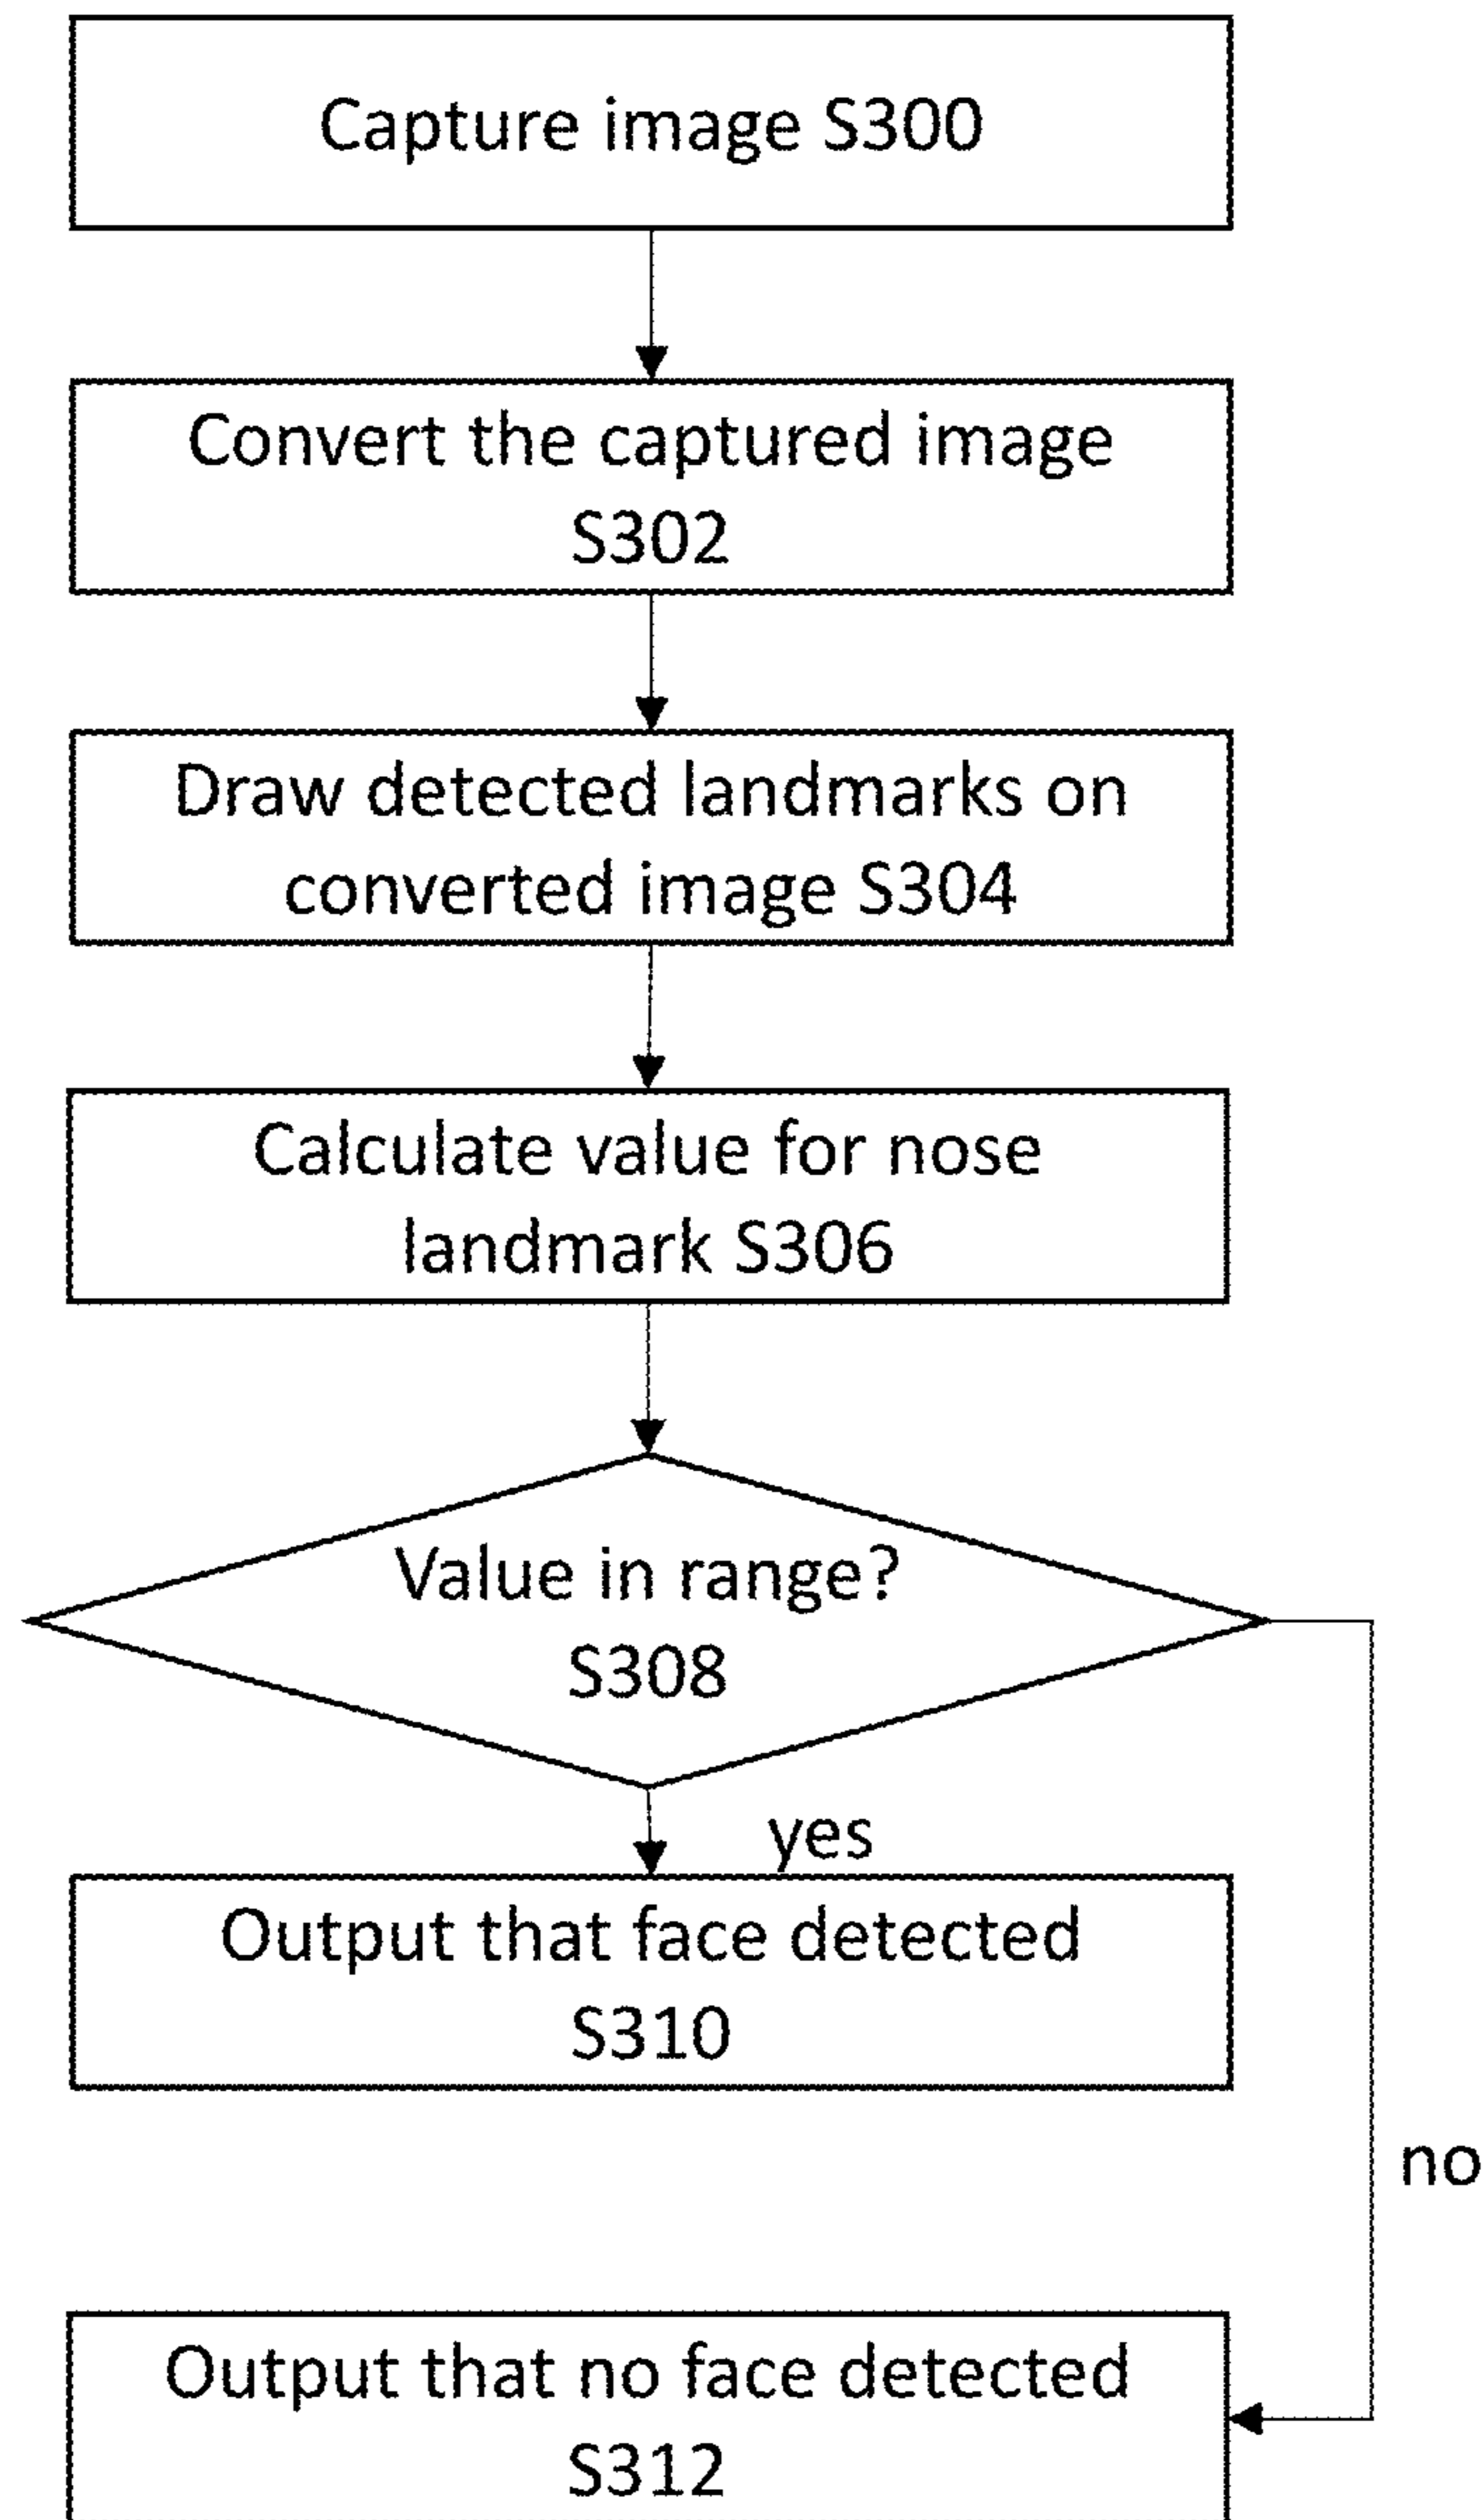 Capture image S300
Convert the captured image
S302
Draw detected landmarks on
converted image S304
Calculate value for nose
landmark S306
Value in range?
S308
yes
Output that face detected
S310
no
Output that no face detected
S312